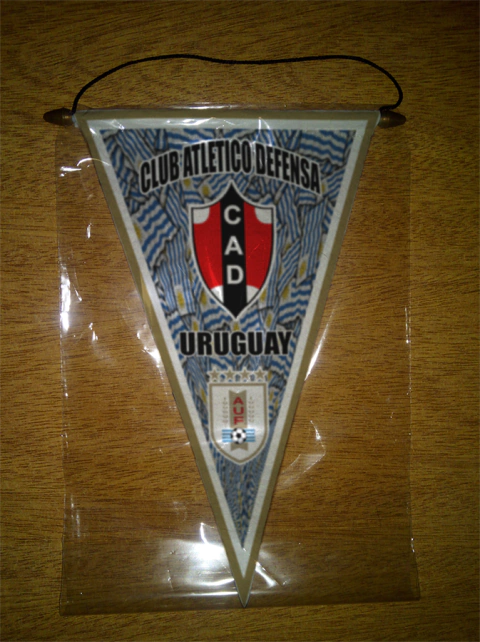 CLUB ATLETICO DEFENSA
C
A
D
URUGUAY
AUF